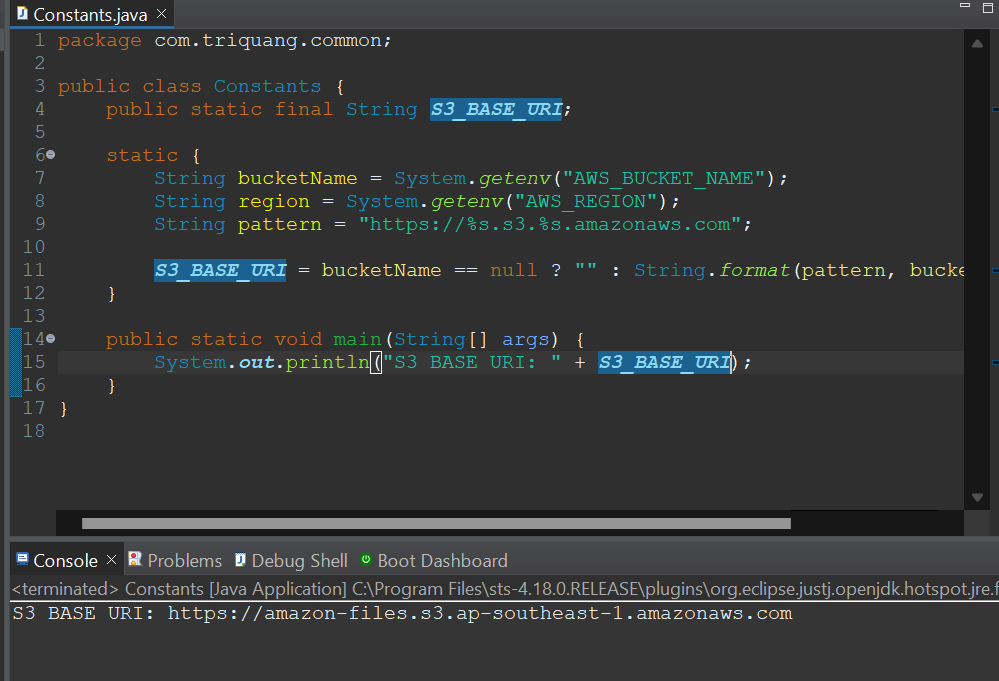 Constants.java
1 package com.triquang.common;
2
3 public class Constants {
4 public static final String S3_BASE_URI;
5
6 static {
7 String bucketName = System.getenv("AWS_BUCKET_NAME");
8 String region = System.getenv("AWS_REGION");
9 String pattern = "https://%s.s3.%s.amazonaws.com";
10
11 S3_BASE_URI = bucketName == null ? "" : String.format(pattern, bucke
12 }
13
14 public static void main(String[] args) {
15 System.out.println("S3 BASE URI: " + S3_BASE_URI);
16 }
17 }
18
Console Problems Debug Shell Boot Dashboard
<terminated> Constants [Java Application] C:\Program Files\sts-4.18.0.RELEASE\plugins\org.eclipse.justj.openjdk.hotspot.jre.f
S3 BASE URI: https://amazon-files.s3.ap-southeast-1.amazonaws.com